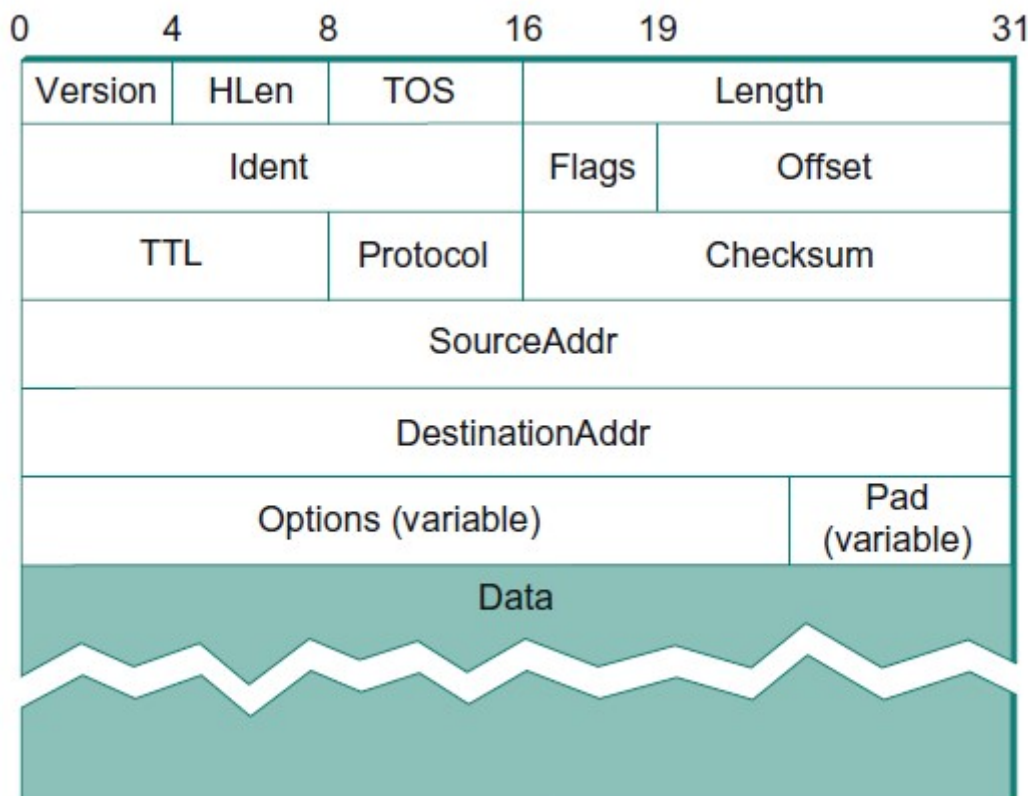 0 4 8 16 19 31
Version HLen TOS Length
Ident Flags Offset
TTL Protocol Checksum
SourceAddr
DestinationAddr
Options (variable) Pad
(variable)
Data